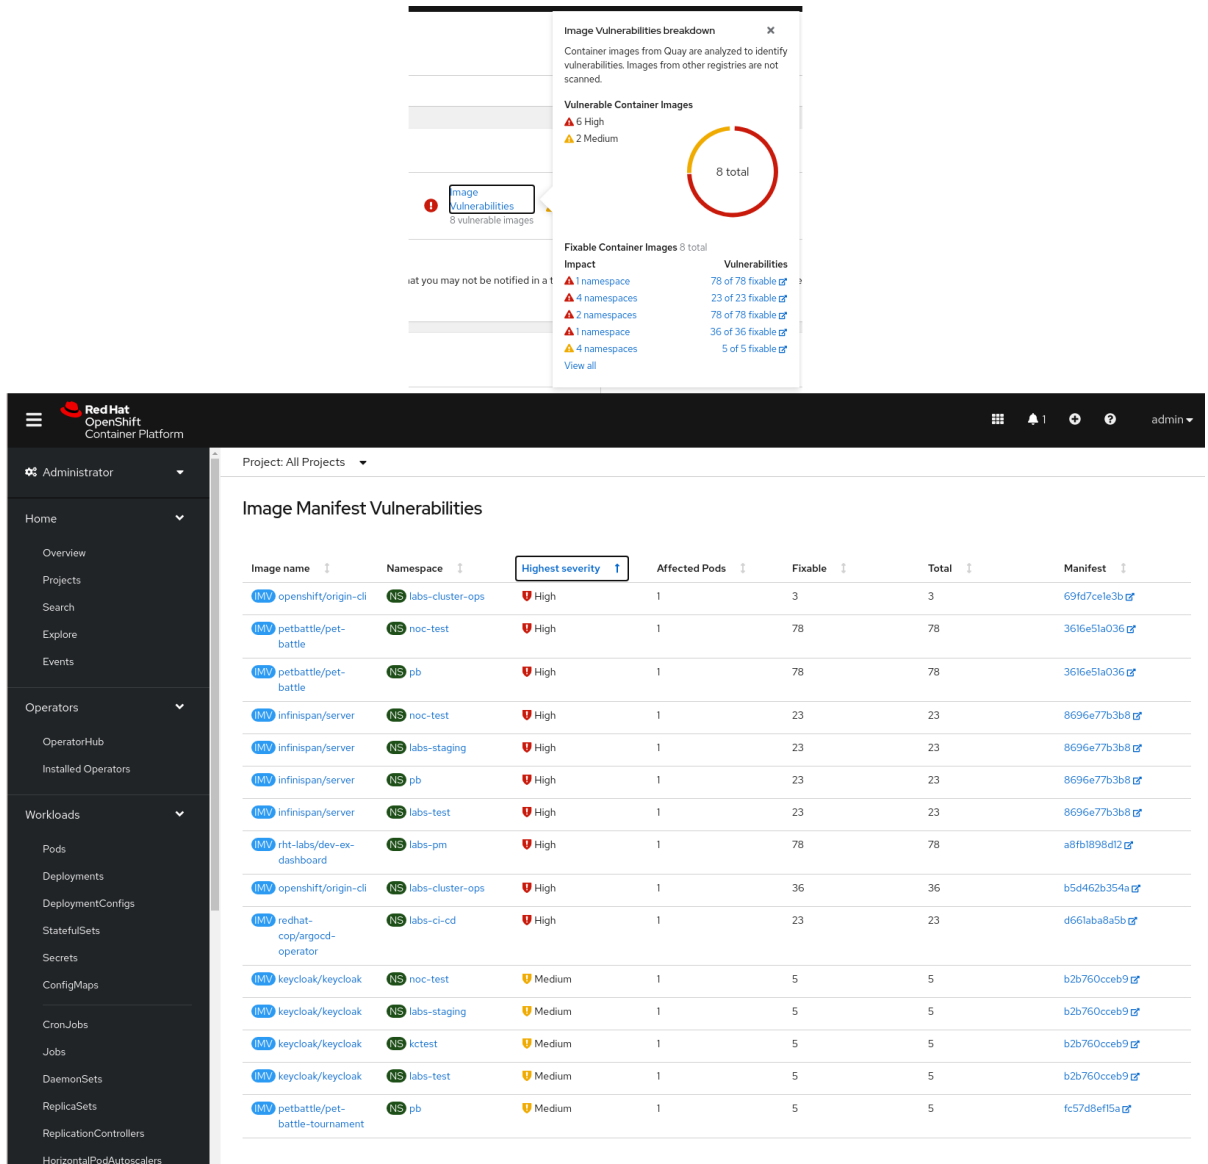 Image Vulnerabilities breakdown
Container images from Quay are analyzed to identify
vulnerabilities. Images from other registries are not
scanned.
Vulnerable Container Images
6 High
2 Medium
8 total
Image
Vulnerabilities
8 vulnerable images
Fixable Container Images 8 total
Impact Vulnerabilities
1 namespace 78 of 78 fixable
hat you may not be notified in a t
4 namespaces 23 of 23 fixable
2 namespaces 78 of 78 fixable
1 namespace 36 of 36 fixable
4 namespaces 5 of 5 fixable
View all
Red Hat
OpenShift
Container Platform
1
admin
Administrator
Home
Overview
Projects
Search
Explore
Events
Operators
OperatorHub
Installed Operators
Workloads
Pods
Deployments
DeploymentConfigs
StatefulSets
Secrets
ConfigMaps
CronJobs
Jobs
DaemonSets
ReplicaSets
ReplicationControllers
HorizontalPodAutoscalers
Project: All Projects
Image Manifest Vulnerabilities
Image name Namespace Highest severity Affected Pods Fixable Total Manifest
IMV openshift/origin-cli NS labs-cluster-ops High 1 3 3 69fd7ce1e3b
IMV petbattle/pet- NS noc-test High 1 78 78 3616e51a036
battle
IMV petbattle/pet- NS pb High 1 78 78 3616e51a036
battle
IMV infinispan/server NS noc-test High 1 23 23 8696e77b3b8
IMV infinispan/server NS labs-staging High 1 23 23 8696e77b3b8
IMV infinispan/server NS pb High 1 23 23 8696e77b3b8
IMV infinispan/server NS labs-test High 1 23 23 8696e77b3b8
IMV rht-labs/dev-ex- NS labs-pm High 1 78 78 a8fb1898d12
dashboard
IMV openshift/origin-cli NS labs-cluster-ops High 1 36 36 b5d462b354a
IMV redhat- NS labs-ci-cd High 1 23 23 d661aba8a5b
cop/argocd-
operator
IMV keycloak/keycloak NS noc-test Medium 1 5 5 b2b760cceb9
IMV keycloak/keycloak NS labs-staging Medium 1 5 5 b2b760cceb9
IMV keycloak/keycloak NS kctest Medium 1 5 5 b2b760cceb9
IMV keycloak/keycloak NS labs-test Medium 1 5 5 b2b760cceb9
IMV petbattle/pet- NS pb Medium 1 5 5 fc57d8ef15a
battle-tournament